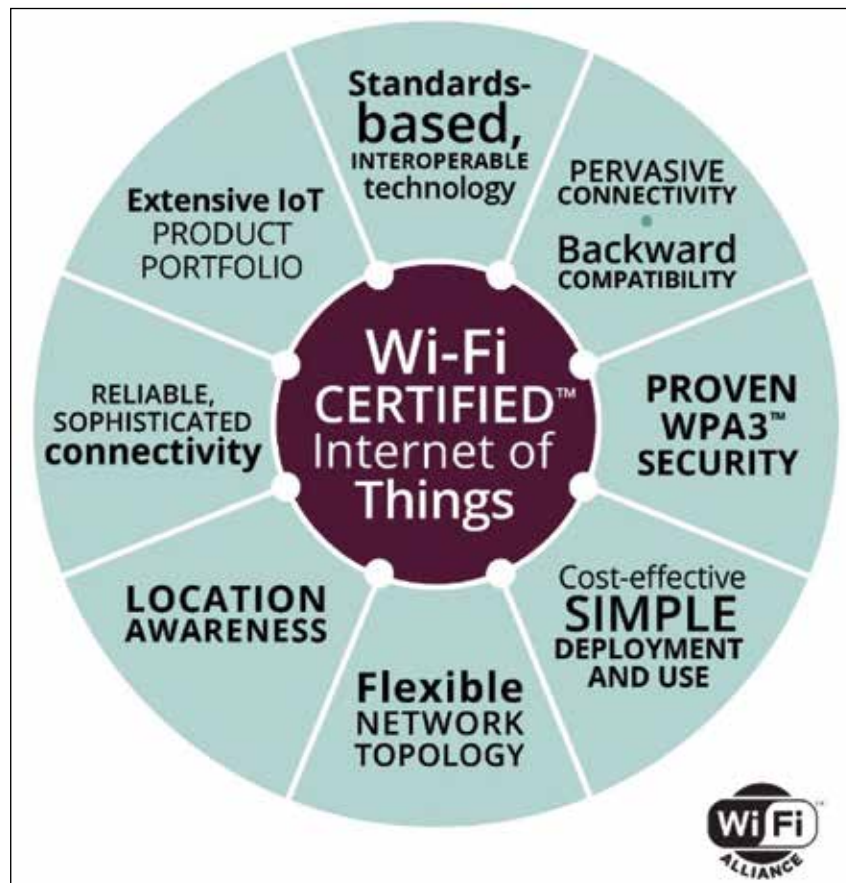 Standards-
based,
INTEROPERABLE
technology
PERVASIVE
CONNECTIVITY
•
Backward
COMPATIBILITY
PROVEN
WPA3™
SECURITY
Cost-effective
SIMPLE
DEPLOYMENT
AND USE
Flexible
NETWORK
TOPOLOGY
LOCATION
AWARENESS
RELIABLE,
SOPHISTICATED
connectivity
Extensive IoT
PRODUCT
PORTFOLIO
Wi-Fi
CERTIFIED™
Internet of
Things
Wi Fi™
ALLIANCE